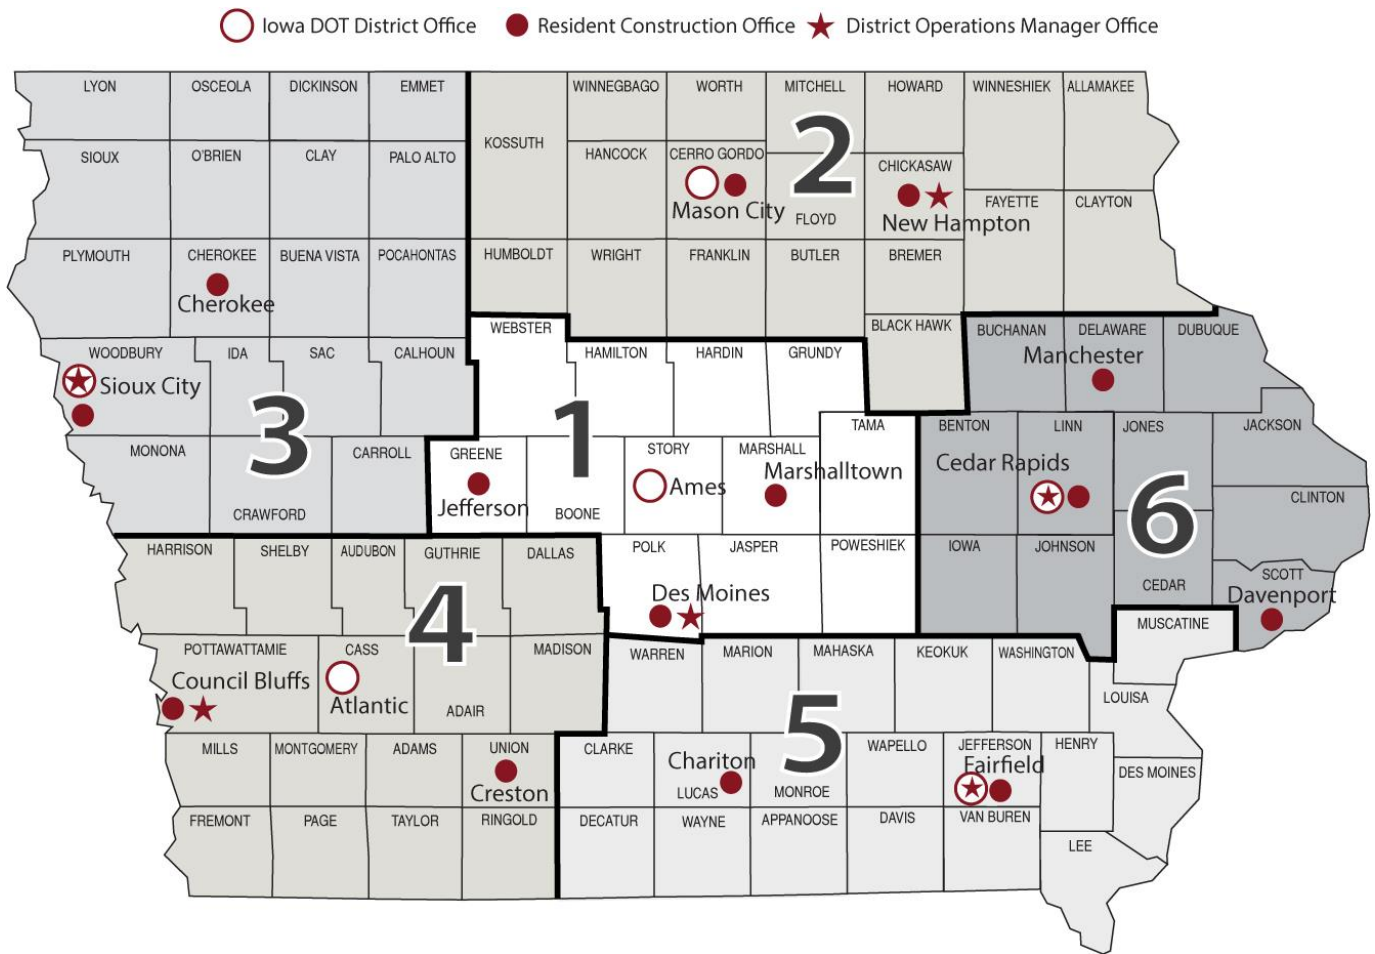 Iowa DOT District Office Resident Construction Office District Operations Manager Office
LYON OSCEOLA DICKINSON EMMET WINNEGBAGO WORTH MITCHELL HOWARD WINNESHIEK ALLAMAKEE
KOSSUTH
2
SIOUX O'BRIEN CLAY PALO ALTO HANCOCK CERRO GORDO CHICKASAW
Mason City New Hampton
FLOYD FAYETTE CLAYTON
PLYMOUTH CHEROKEE BUENA VISTA POCAHONTAS HUMBOLDT WRIGHT FRANKLIN BUTLER BREMER
Cherokee
WEBSTER BLACK HAWK BUCHANAN DELAWARE DUBUQUE
Manchester
WOODBURY IDA SAC CALHOUN HAMILTON HARDIN GRUNDY
Sioux City
3
1
TAMA BENTON LINN JONES JACKSON
MONONA CARROLL GREENE STORY MARSHALL
Marshalltown Cedar Rapids
Ames
Jefferson
CLINTON
CRAWFORD BOONE
6
HARRISON SHELBY AUDUBON GUTHRIE DALLAS POLK JASPER POWESHIEK IOWA JOHNSON
CEDAR SCOTT
Des Moines Davenport
4
MUSCATINE
POTTAWATTAMIE CASS MADISON WARREN MARION MAHASKA KEOKUK WASHINGTON
Council Bluffs
Atlantic
ADAIR LOUISA
5
MILLS MONTGOMERY ADAMS UNION CLARKE WAPELLO JEFFERSON HENRY
Chariton Fairfield
DES MOINES
Creston
LUCAS MONROE
FREMONT PAGE TAYLOR RINGOLD DECATUR WAYNE APPANOOSE DAVIS VAN BUREN
LEE